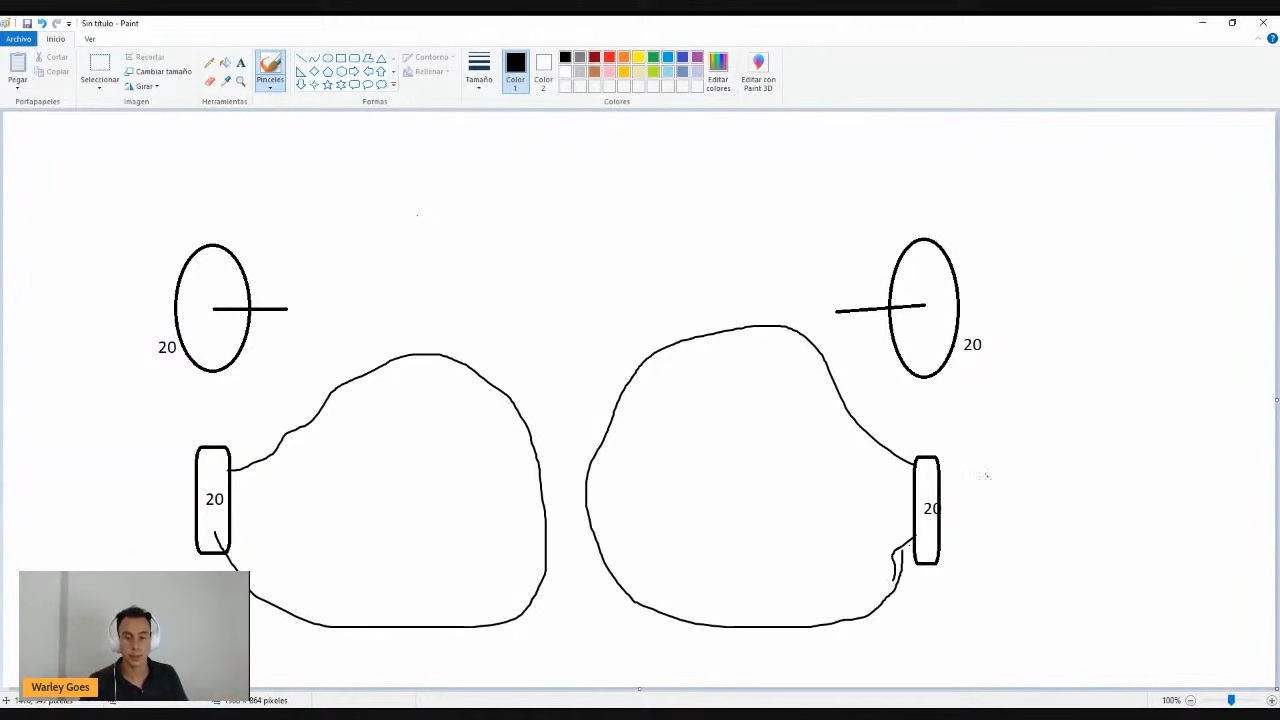 Sin título - Paint
Archivo Inicio Ver
Pegar
Cortar
Copiar
Portapapeles
Seleccionar
Recortar
Cambiar tamaño
Girar
Imagen
A
Herramientas
Pinceles
Contorno
Rellenar
Formas
Tamaño
Color 1
Color 2
Editar colores
Colores
Editar con Paint 3D
20
20
20
20
Warley Goes
100%